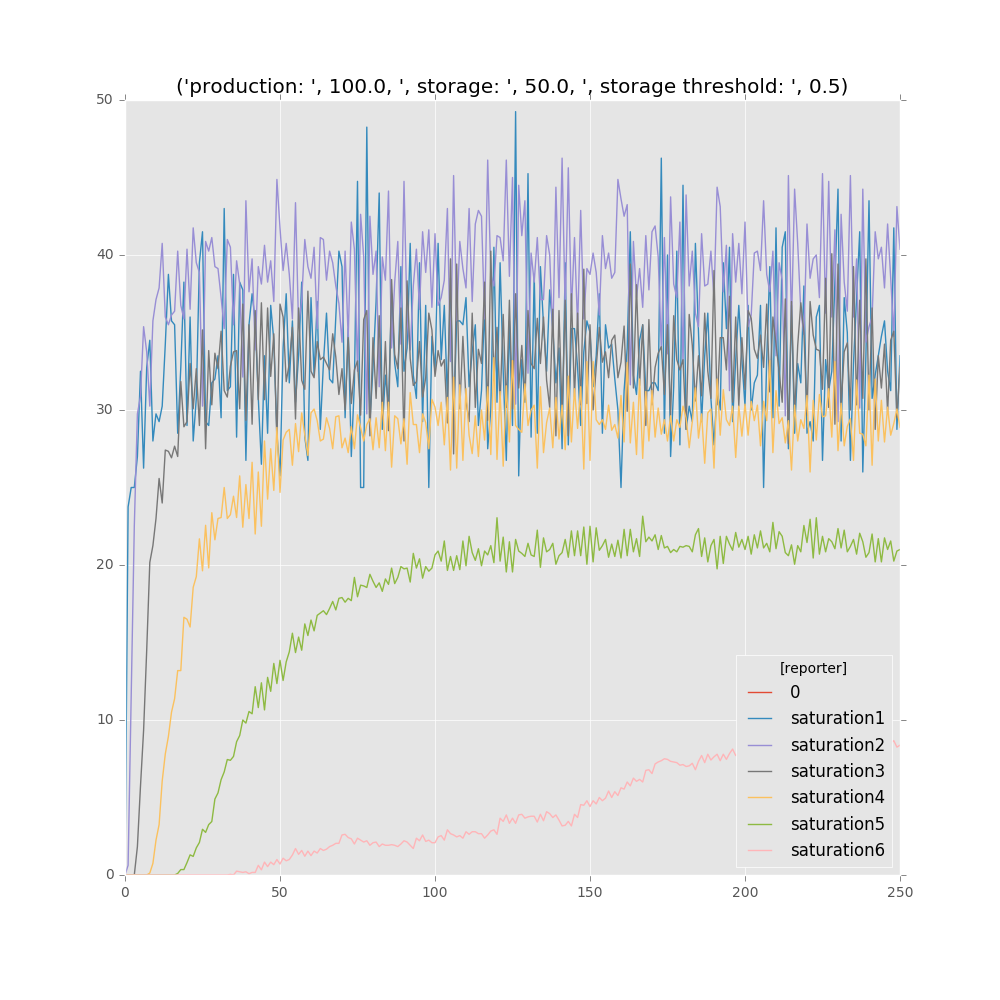 ('production: ', 100.0, ', storage: ', 50.0, ', storage threshold: ', 0.5)
50
40
30
20
10
0
0 50 100 150 200 250
[reporter]
0
saturation1
saturation2
saturation3
saturation4
saturation5
saturation6